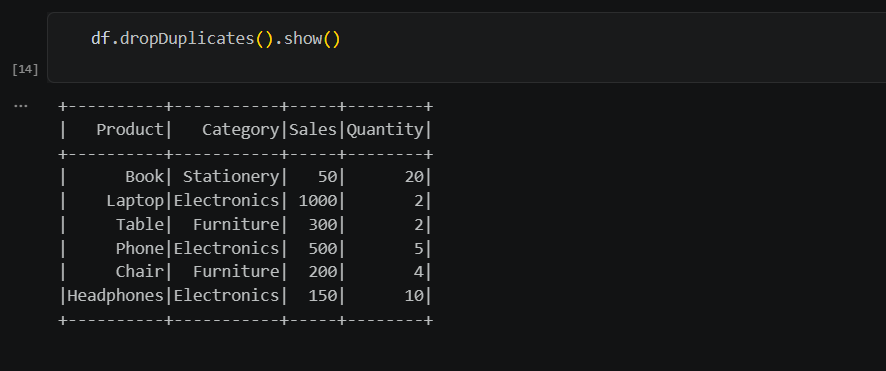 df.dropDuplicates().show()
[14]
...
+----------+-----------+-----+--------+
|   Product|   Category|Sales|Quantity|
+----------+-----------+-----+--------+
|      Book| Stationery|   50|      20|
|    Laptop|Electronics| 1000|       2|
|     Table|  Furniture|  300|       2|
|     Phone|Electronics|  500|       5|
|     Chair|  Furniture|  200|       4|
|Headphones|Electronics|  150|      10|
+----------+-----------+-----+--------+